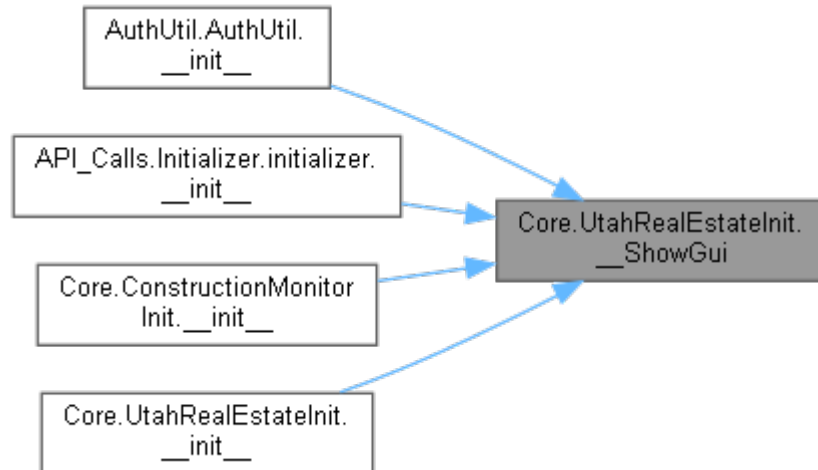 AuthUtil.AuthUtil.
__init__
API_Calls.Initializer.initializer.
__init__
Core.UtahRealEstateInit.
__ShowGui
Core.ConstructionMonitor
Init.__init__
Core.UtahRealEstateInit.
__init__